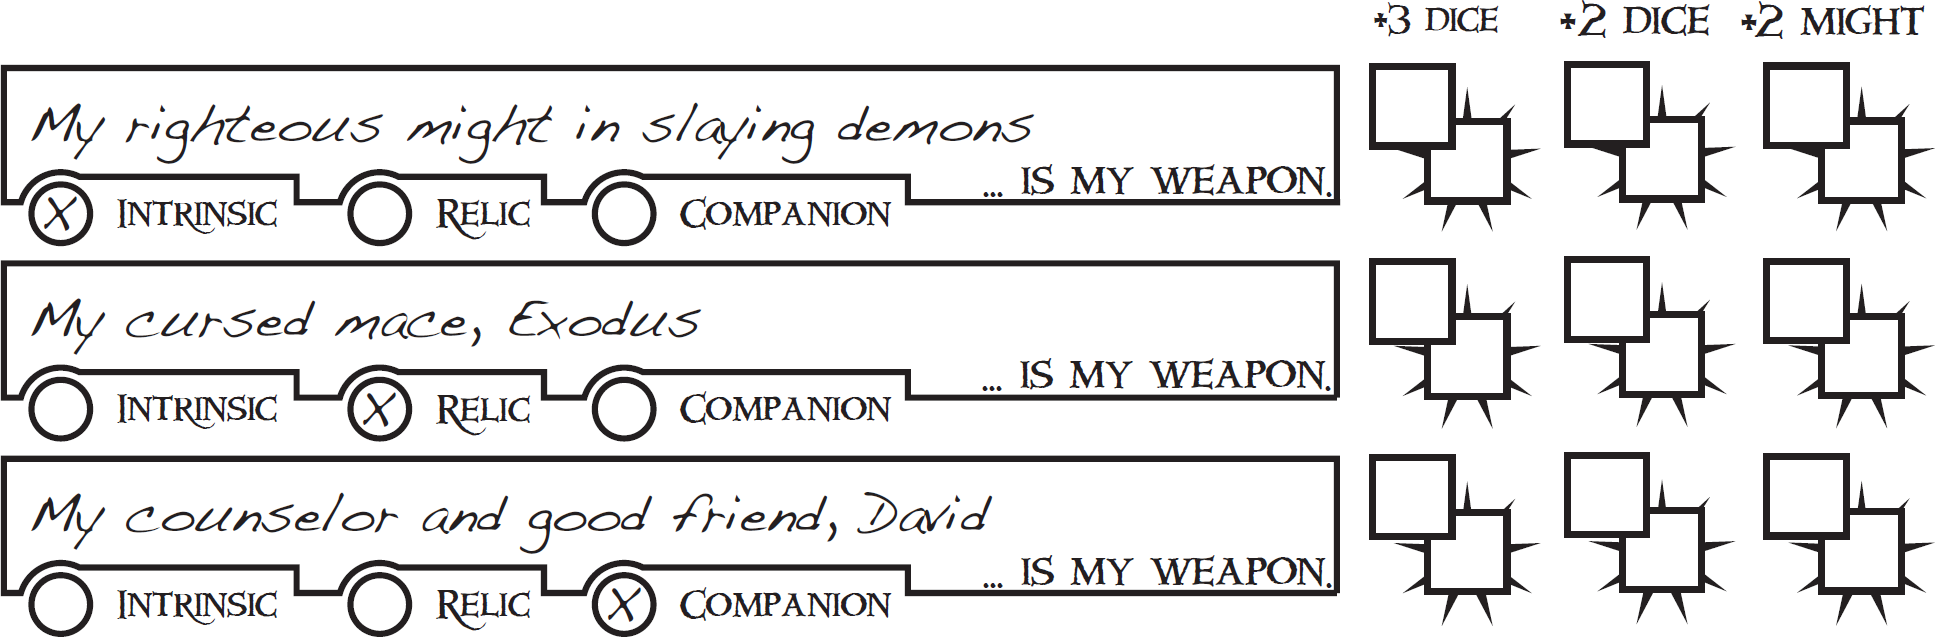 +3 DICE +2 DICE +2 MIGHT
My righteous might in slaying demons
... IS MY WEAPON.
X INTRINSIC RELIC COMPANION
My cursed mace, Exodus
... IS MY WEAPON.
INTRINSIC X RELIC COMPANION
My counselor and good friend, David
... IS MY WEAPON.
INTRINSIC RELIC X COMPANION